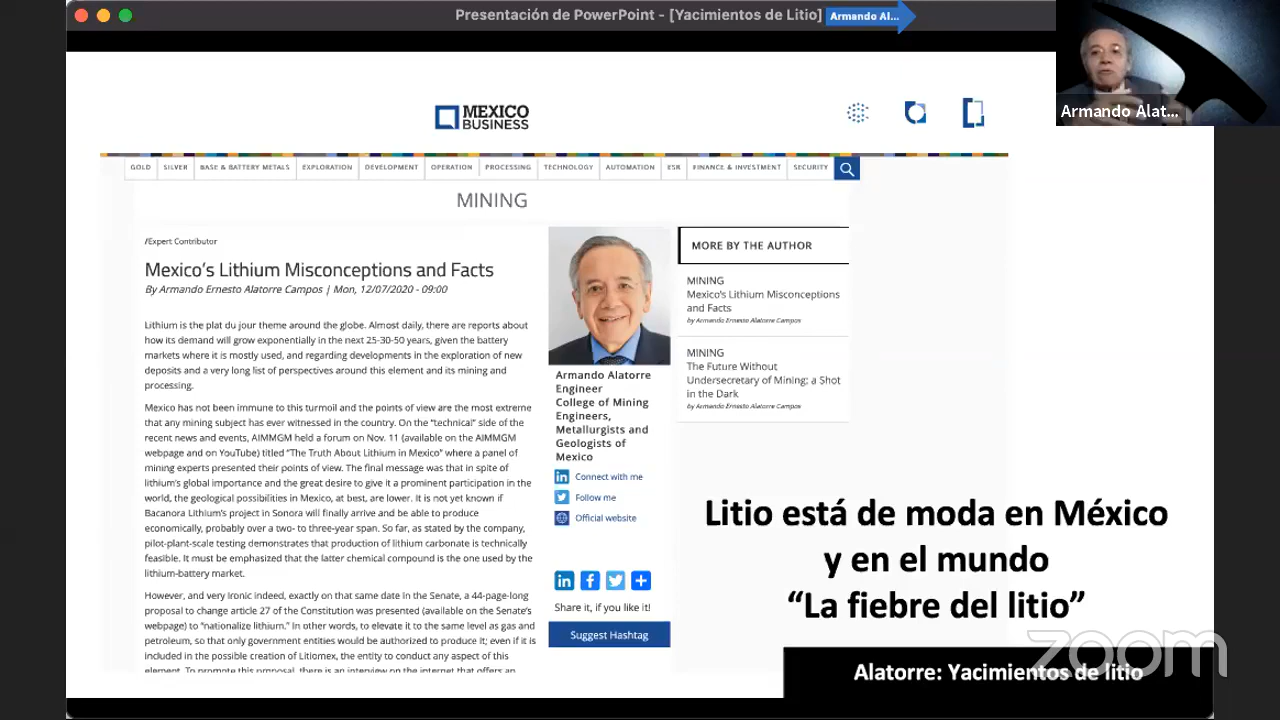 Presentación de PowerPoint - [Yacimientos de Litio]
Armando Al...
Armando Alat...
MEXICO
BUSINESS
GOLD
SILVER
BASE & BATTERY METALS
EXPLORATION
DEVELOPMENT
OPERATION
PROCESSING
TECHNOLOGY
AUTOMATION
ESR
FINANCE & INVESTMENT
SECURITY
MINING
/Expert Contributor
Mexico's Lithium Misconceptions and Facts
By Armando Ernesto Alatorre Campos | Mon, 12/07/2020 - 09:00
Lithium is the plat du jour theme around the globe. Almost daily, there are reports about
how its demand will grow exponentially in the next 25-30-50 years, given the battery
markets where it is mostly used, and regarding developments in the exploration of new
deposits and a very long list of perspectives around this element and its mining and
processing.
Mexico has not been immune to this turmoil and the points of view are the most extreme
that any mining subject has ever witnessed in the country. On the “technical” side of the
recent news and events, AIMMGM held a forum on Nov. 11 (available on the AIMMGM
webpage and on YouTube) titled “The Truth About Lithium in Mexico” where a panel of
mining experts presented their points of view. The final message was that in spite of
lithium's global importance and the great desire to give it a prominent participation in the
world, the geological possibilities in Mexico, at best, are lower. It is not yet known if
Bacanora Lithium's project in Sonora will finally arrive and be able to produce
economically, probably over a two- to three-year span. So far, as stated by the company,
pilot-plant-scale testing demonstrates that production of lithium carbonate is technically
feasible. It must be emphasized that the latter chemical compound is the one used by the
lithium-battery market.
However, and very ironic indeed, exactly on that same date in the Senate, a 44-page-long
proposal to change article 27 of the Constitution was presented (available on the Senate's
webpage) to “nationalize lithium.” In other words, to elevate it to the same level as gas and
petroleum, so that only government entities would be authorized to produce it; even if it is
included in the possible creation of Litiomex, the entity to conduct any aspect of this
element. To promote this proposal, there is an interview on the internet that offers an
Armando Alatorre
Engineer
College of Mining
Engineers,
Metallurgists and
Geologists of
Mexico
Connect with me
Follow me
Official website
Share it, if you like it!
Suggest Hashtag
MORE BY THE AUTHOR
MINING
Mexico's Lithium Misconceptions
and Facts
by Armando Ernesto Alatorre Campos
MINING
The Future Without
Undersecretary of Mining; a Shot
in the Dark
by Armando Ernesto Alatorre Campos
Litio está de moda en México
y en el mundo
“La fiebre del litio”
zoom
Alatorre: Yacimientos de litio